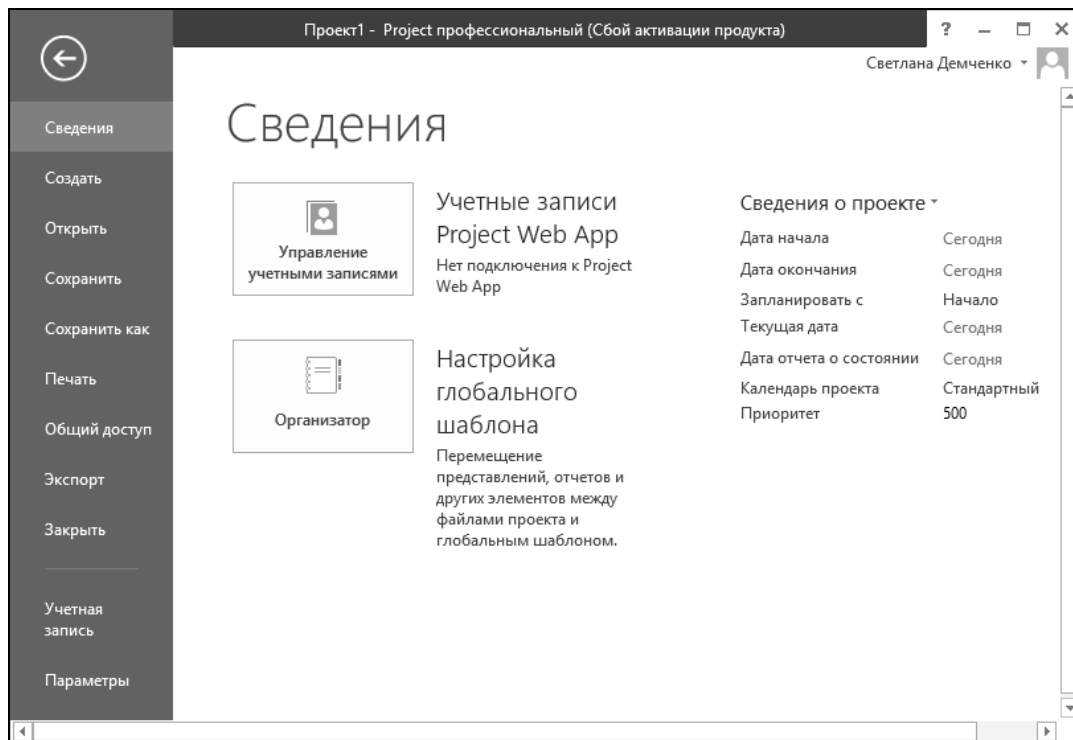 Проект1 - Project профессиональный (Сбой активации продукта)
?
Светлана Демченко
Сведения
Создать
Открыть
Сохранить
Сохранить как
Печать
Общий доступ
Экспорт
Закрыть
Учетная
запись
Параметры
Сведения
Управление
учетными записями
Учетные записи
Project Web App
Нет подключения к Project
Web App
Организатор
Настройка
глобального
шаблона
Перемещение
представлений, отчетов и
других элементов между
файлами проекта и
глобальным шаблоном.
Сведения о проекте
Дата начала Сегодня
Дата окончания Сегодня
Запланировать с Начало
Текущая дата Сегодня
Дата отчета о состоянии Сегодня
Календарь проекта Стандартный
Приоритет 500